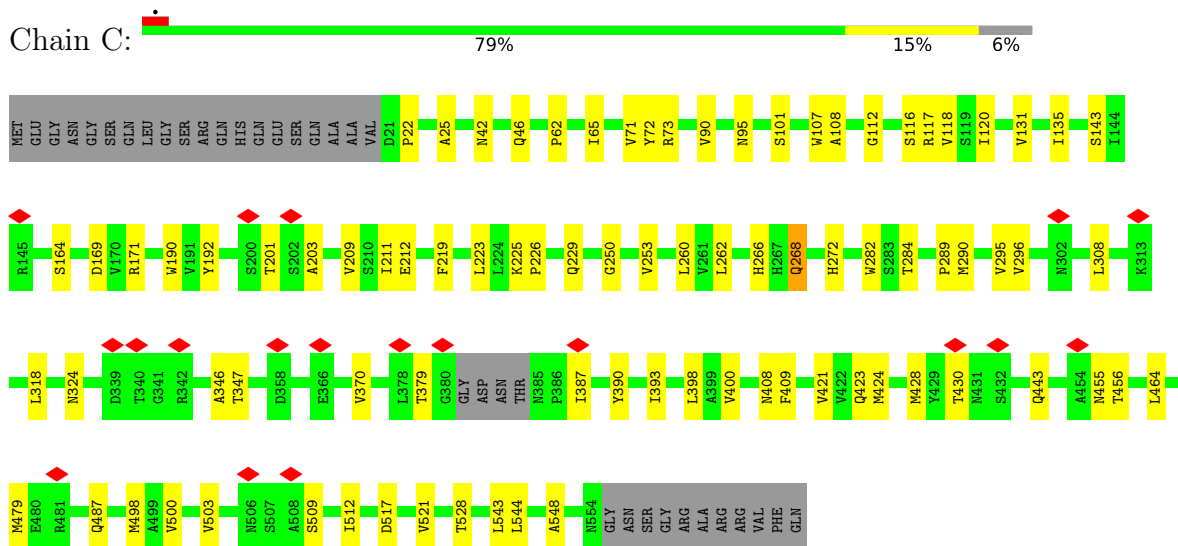 Chain C:
79% 15% 6%
MET GLU GLY ASN GLY SER GLN LEU GLY SER ARG GLN HIS GLN GLU SER GLN ALA ALA VAL D21 P22 A25 N42 Q46 P62 I65 V71 Y72 R73 V90 N95 S101 W107 A108 G112 S116 R117 V118 S119 I120 V131 I135 S143 I144
R145 S164 D169 V170 R171 W190 V191 Y192 S200 T201 S202 A203 V209 S210 I211 E212 F219 L223 L224 K225 P226 Q229 G250 V253 L260 V261 L262 H266 H267 Q268 H272 W282 S283 T284 P289 M290 V295 V296 N302 L308 K313
L318 N324 D339 T340 G341 R342 A346 T347 D358 E366 V370 L378 T379 G380 GLY ASP ASN THR N385 P386 I387 Y390 I393 L398 A399 V400 N408 F409 V421 V422 Q423 M424 M428 Y429 T430 N431 S432 Q443 A454 N455 T456 L464
M479 E480 R481 Q487 M498 A499 V500 V503 N506 S507 A508 S509 I512 D517 V521 T528 L543 L544 A548 N554 GLY ASN SER GLY ARG ALA ARG ARG VAL PHE GLN